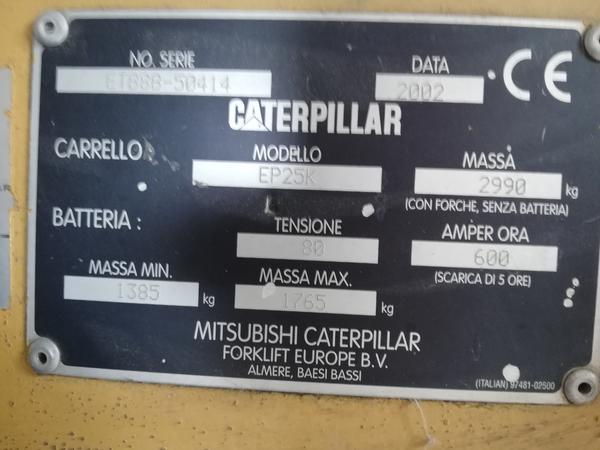 NO. SERIE DATA
ETB8B-50414 2002 CE
CATERPILLAR
CARRELLO MODELLO MASSA
EP25K 2990 kg
(CON FORCHE, SENZA BATTERIA)
BATTERIA : TENSIONE AMPER ORA
80 600
(SCARICA DI 5 ORE)
MASSA MIN. MASSA MAX.
1385 kg 1765 kg
MITSUBISHI CATERPILLAR
FORKLIFT EUROPE B.V.
ALMERE, BAESI BASSI
(ITALIAN) 97481-02500